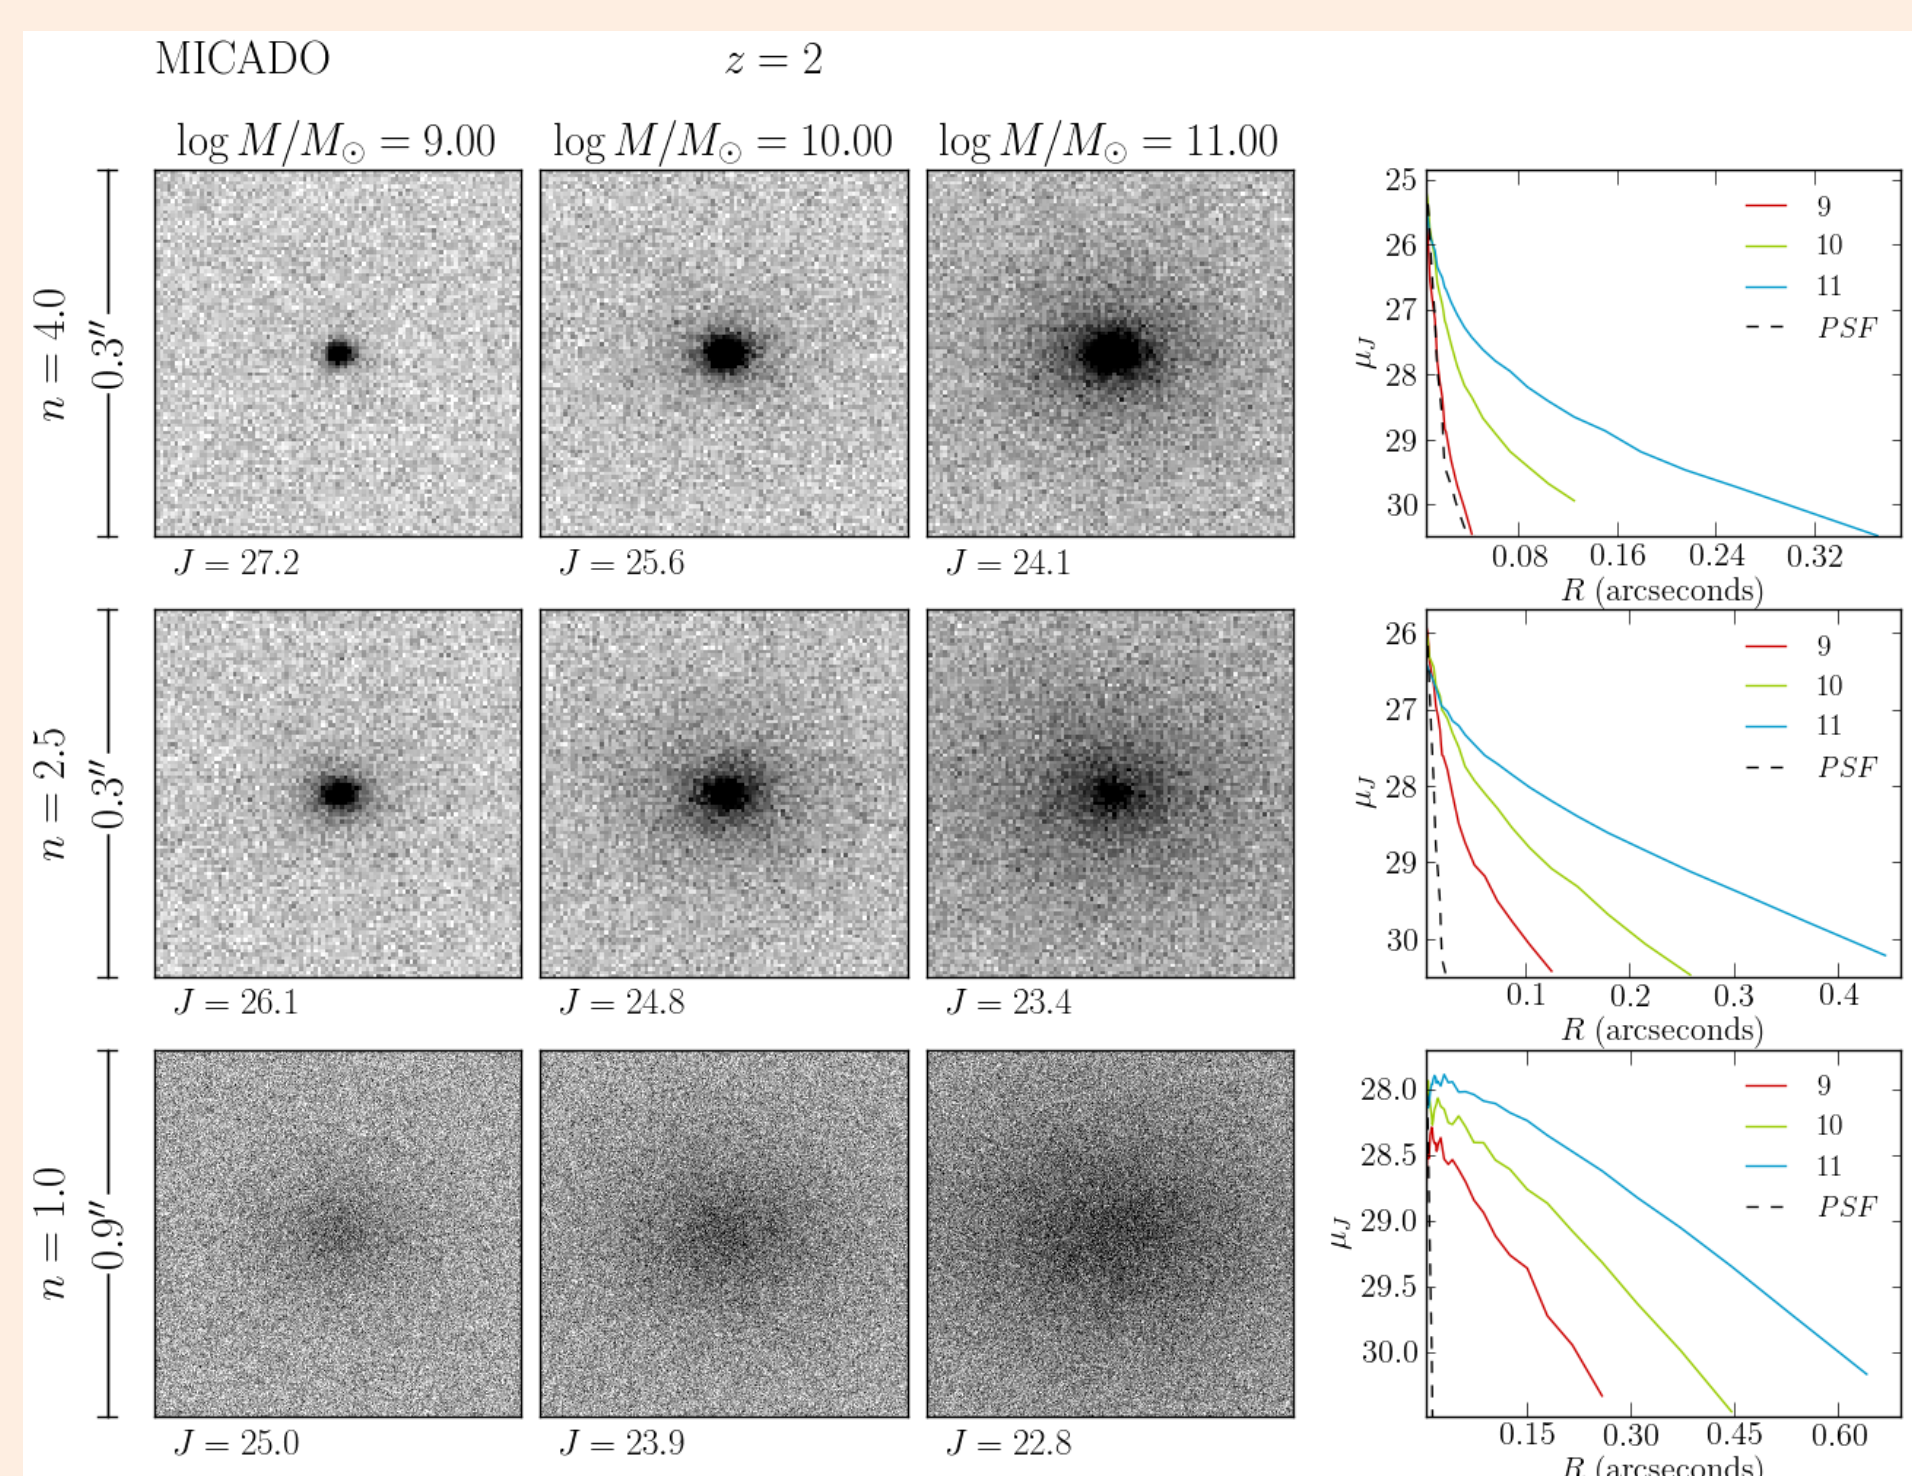 MICADO
z = 2
log M/M⊙ = 9.00
log M/M⊙ = 10.00
log M/M⊙ = 11.00
n = 4.0
0.3″
J = 27.2
J = 25.6
J = 24.1
25
26
27
28
29
30
μJ
9
10
11
PSF
0.08 0.16 0.24 0.32
R (arcseconds)
n = 2.5
0.3″
J = 26.1
J = 24.8
J = 23.4
26
27
28
29
30
μJ
9
10
11
PSF
0.1 0.2 0.3 0.4
R (arcseconds)
n = 1.0
0.9″
J = 25.0
J = 23.9
J = 22.8
28.0
28.5
29.0
29.5
30.0
μJ
9
10
11
PSF
0.15 0.30 0.45 0.60
R (arcseconds)